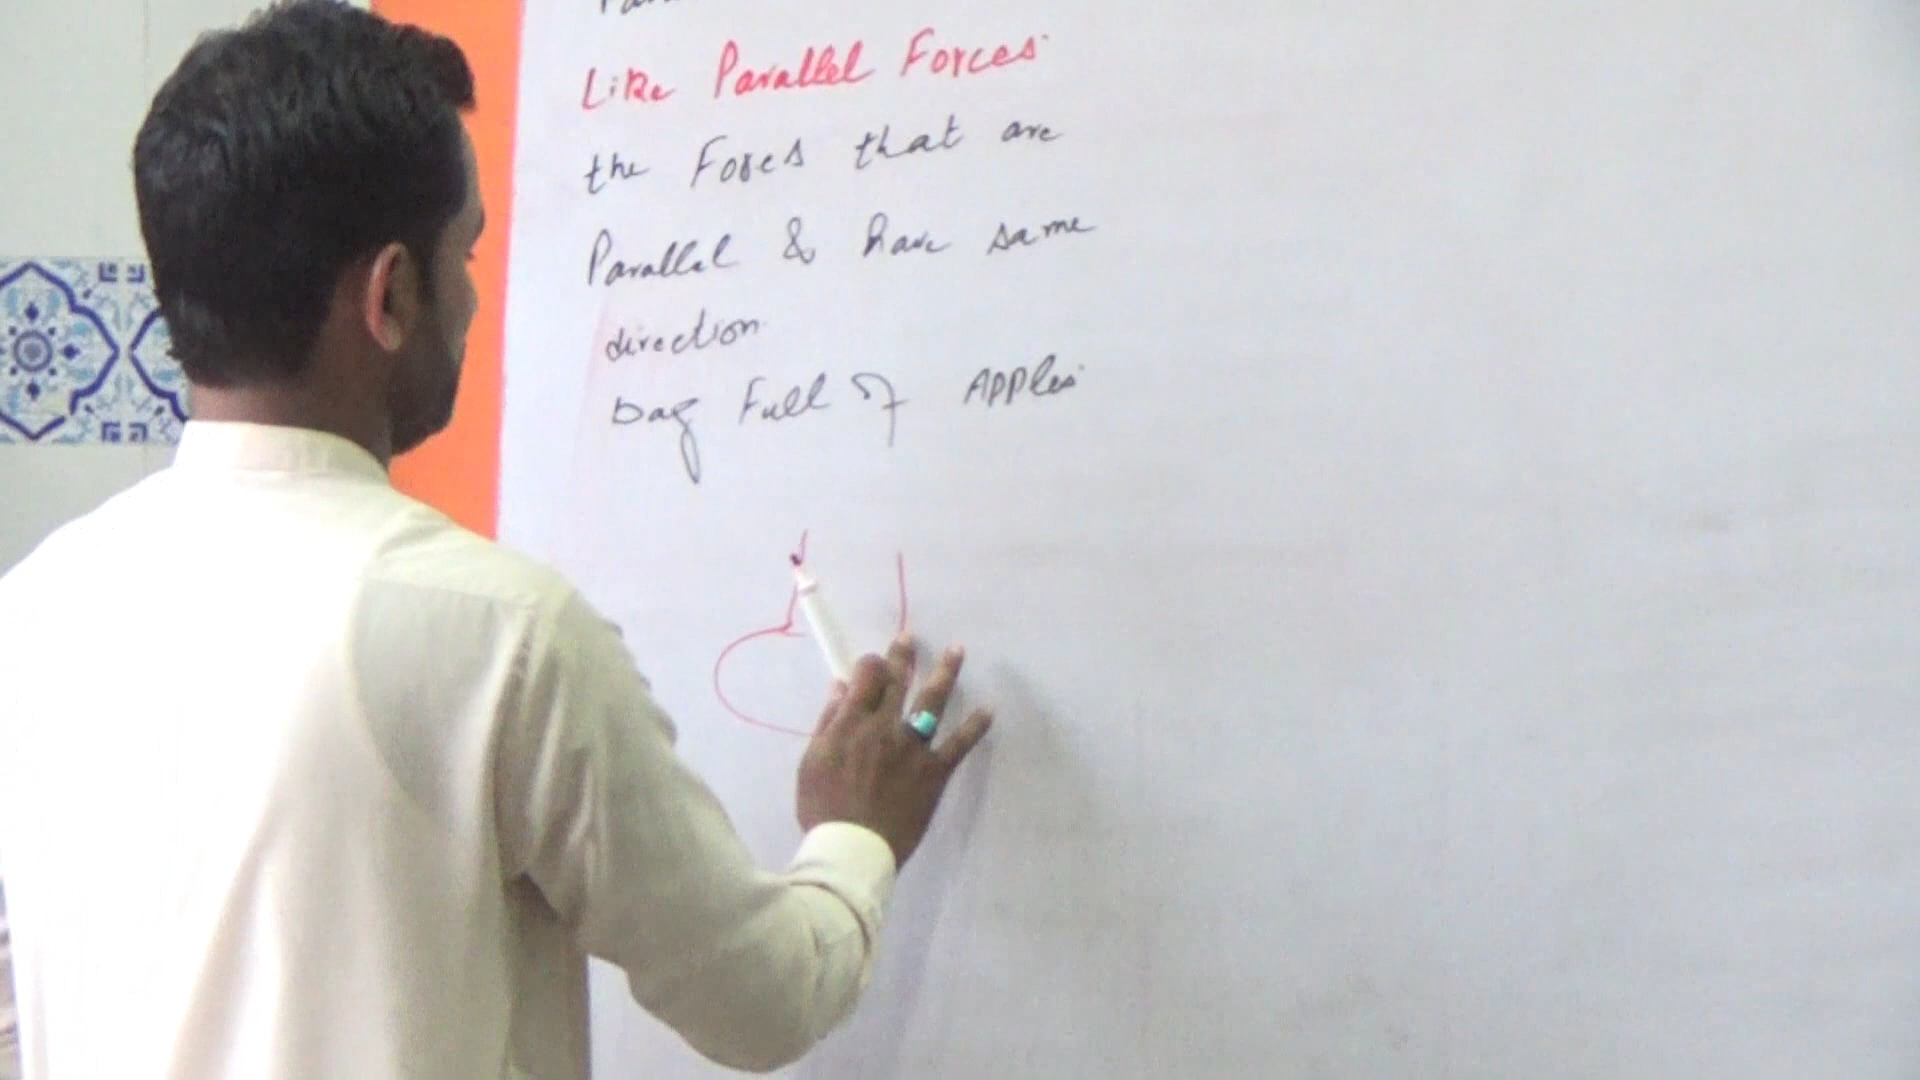 Like Parallel Forces
the Forces that are
Parallel & have same
direction.
Bag Full of Apples